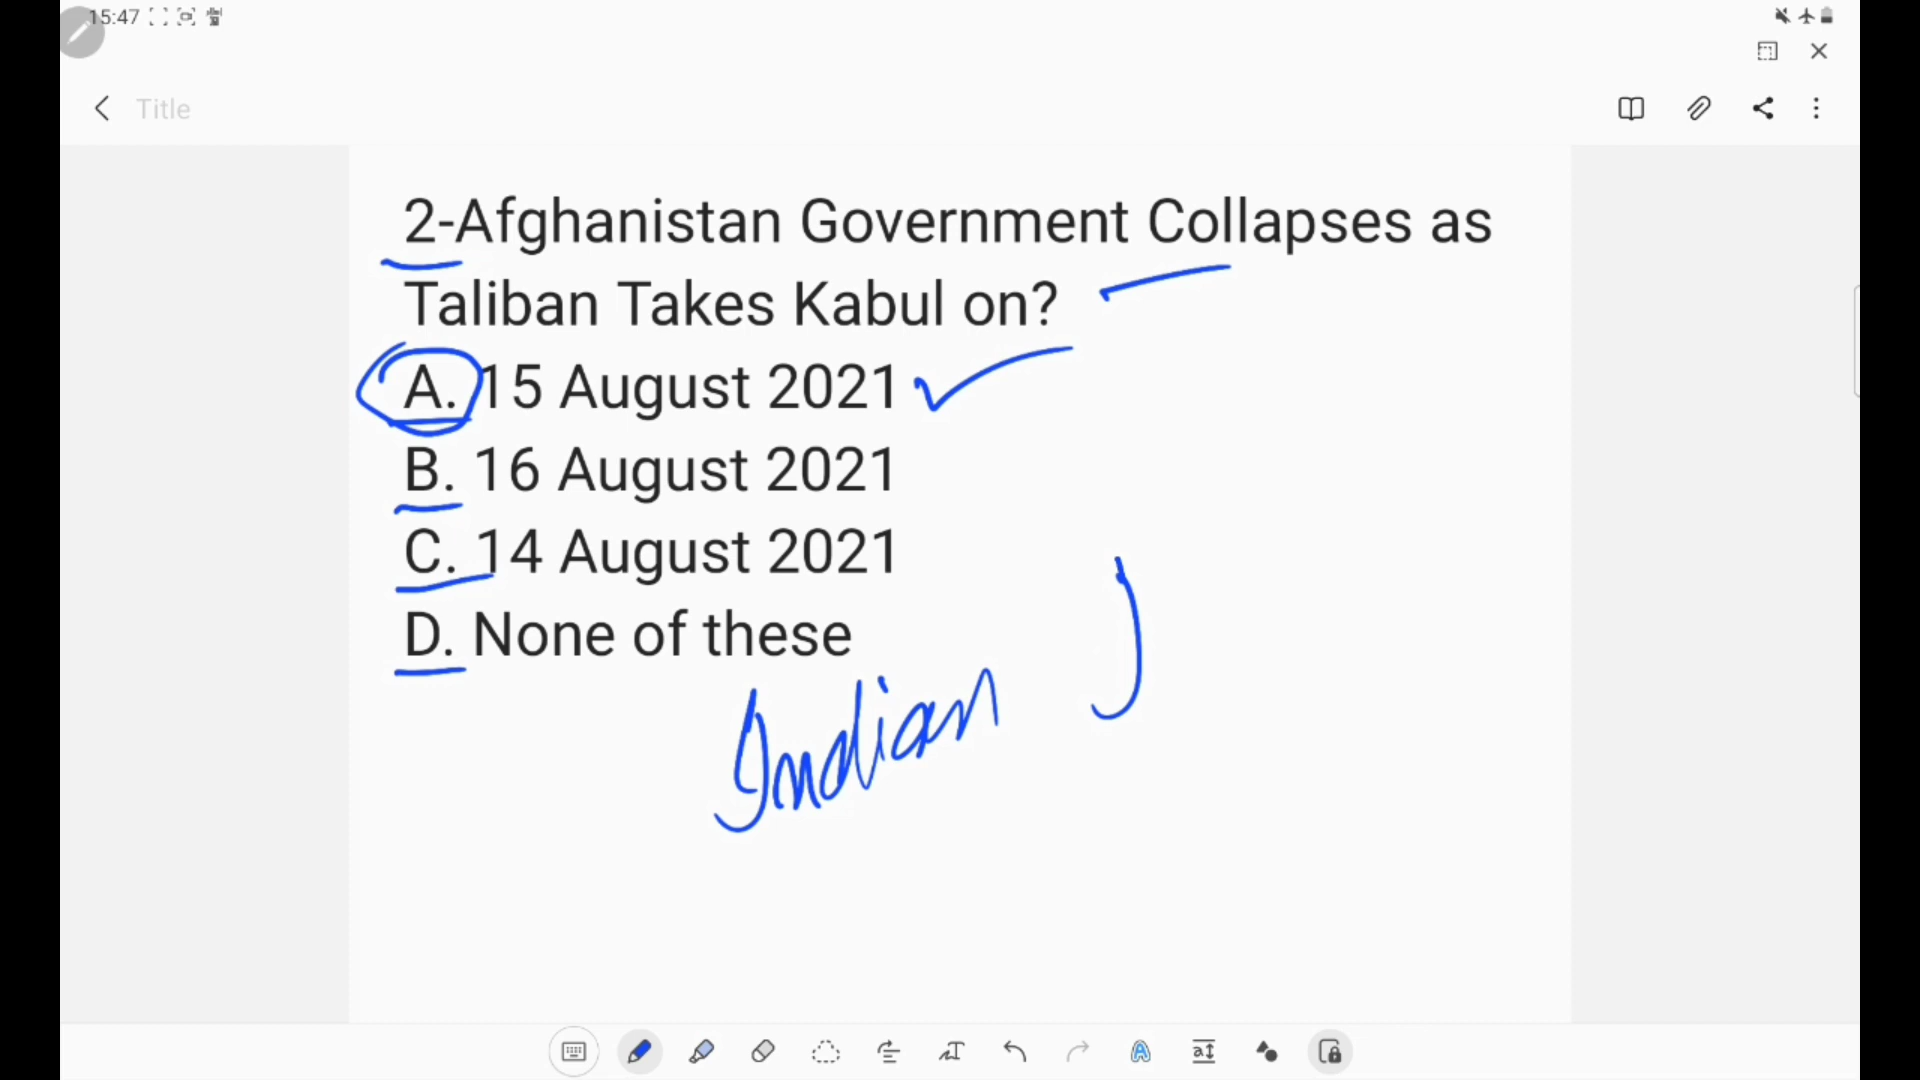 15:47
Title
2-Afghanistan Government Collapses as
Taliban Takes Kabul on?
A. 15 August 2021
B. 16 August 2021
C. 14 August 2021
D. None of these
Indian